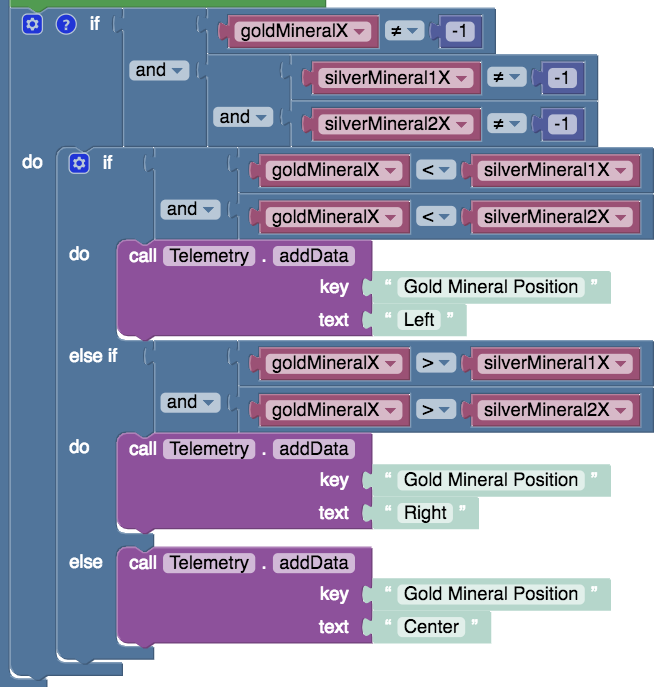 ? if goldMineralX ≠ -1
and silverMineral1X ≠ -1
and silverMineral2X ≠ -1
do if goldMineralX < silverMineral1X
and goldMineralX < silverMineral2X
do call Telemetry . addData
key “ Gold Mineral Position ”
text “ Left ”
else if goldMineralX > silverMineral1X
and goldMineralX > silverMineral2X
do call Telemetry . addData
key “ Gold Mineral Position ”
text “ Right ”
else call Telemetry . addData
key “ Gold Mineral Position ”
text “ Center ”